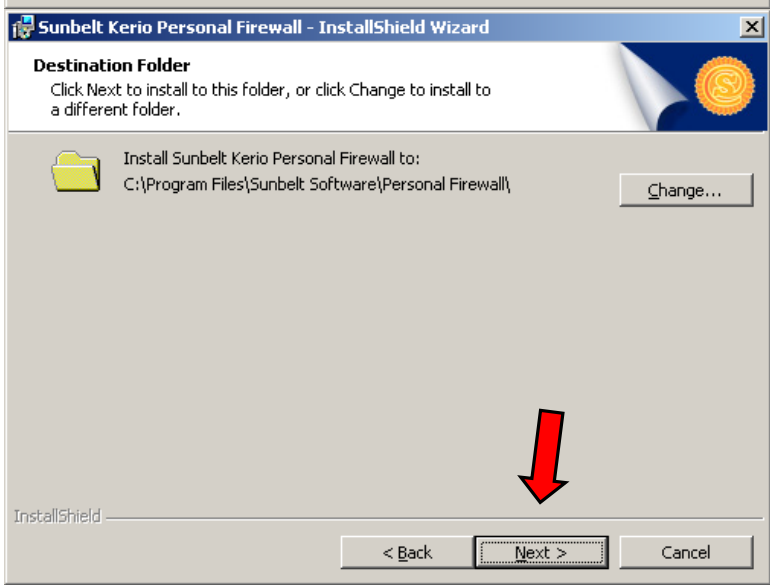 Sunbelt Kerio Personal Firewall - InstallShield Wizard
Destination Folder
Click Next to install to this folder, or click Change to install to
a different folder.
S
Install Sunbelt Kerio Personal Firewall to:
C:\Program Files\Sunbelt Software\Personal Firewall\
Change...
InstallShield
< Back
Next >
Cancel